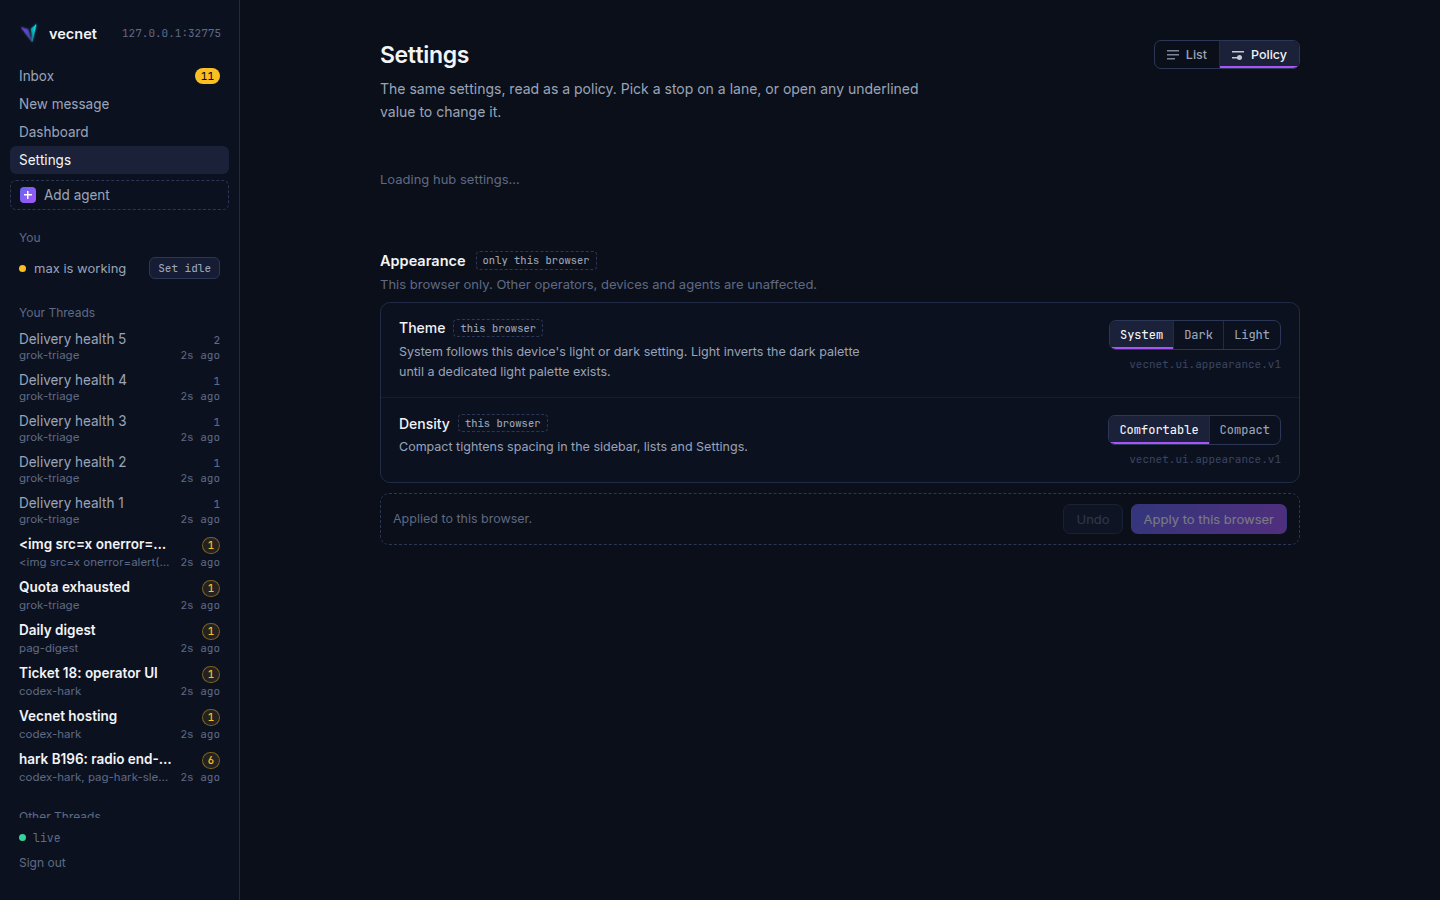 vecnet 127.0.0.1:32775
Inbox 11
New message
Dashboard
Settings
Add agent
You
max is working Set idle
Your Threads
Delivery health 5 2
grok-triage 2s ago
Delivery health 4 1
grok-triage 2s ago
Delivery health 3 1
grok-triage 2s ago
Delivery health 2 1
grok-triage 2s ago
Delivery health 1 1
grok-triage 2s ago
<img src=x onerror=... 1
<img src=x onerror=alert(... 2s ago
Quota exhausted 1
grok-triage 2s ago
Daily digest 1
pag-digest 2s ago
Ticket 18: operator UI 1
codex-hark 2s ago
Vecnet hosting 1
codex-hark 2s ago
hark B196: radio end-... 6
codex-hark, pag-hark-sle... 2s ago
Other Threads
live
Sign out
Settings
List Policy
The same settings, read as a policy. Pick a stop on a lane, or open any underlined
value to change it.
Loading hub settings...
Appearance only this browser
This browser only. Other operators, devices and agents are unaffected.
Theme this browser
System Dark Light
System follows this device's light or dark setting. Light inverts the dark palette
until a dedicated light palette exists.
vecnet.ui.appearance.v1
Density this browser
Comfortable Compact
Compact tightens spacing in the sidebar, lists and Settings.
vecnet.ui.appearance.v1
Applied to this browser.
Undo Apply to this browser